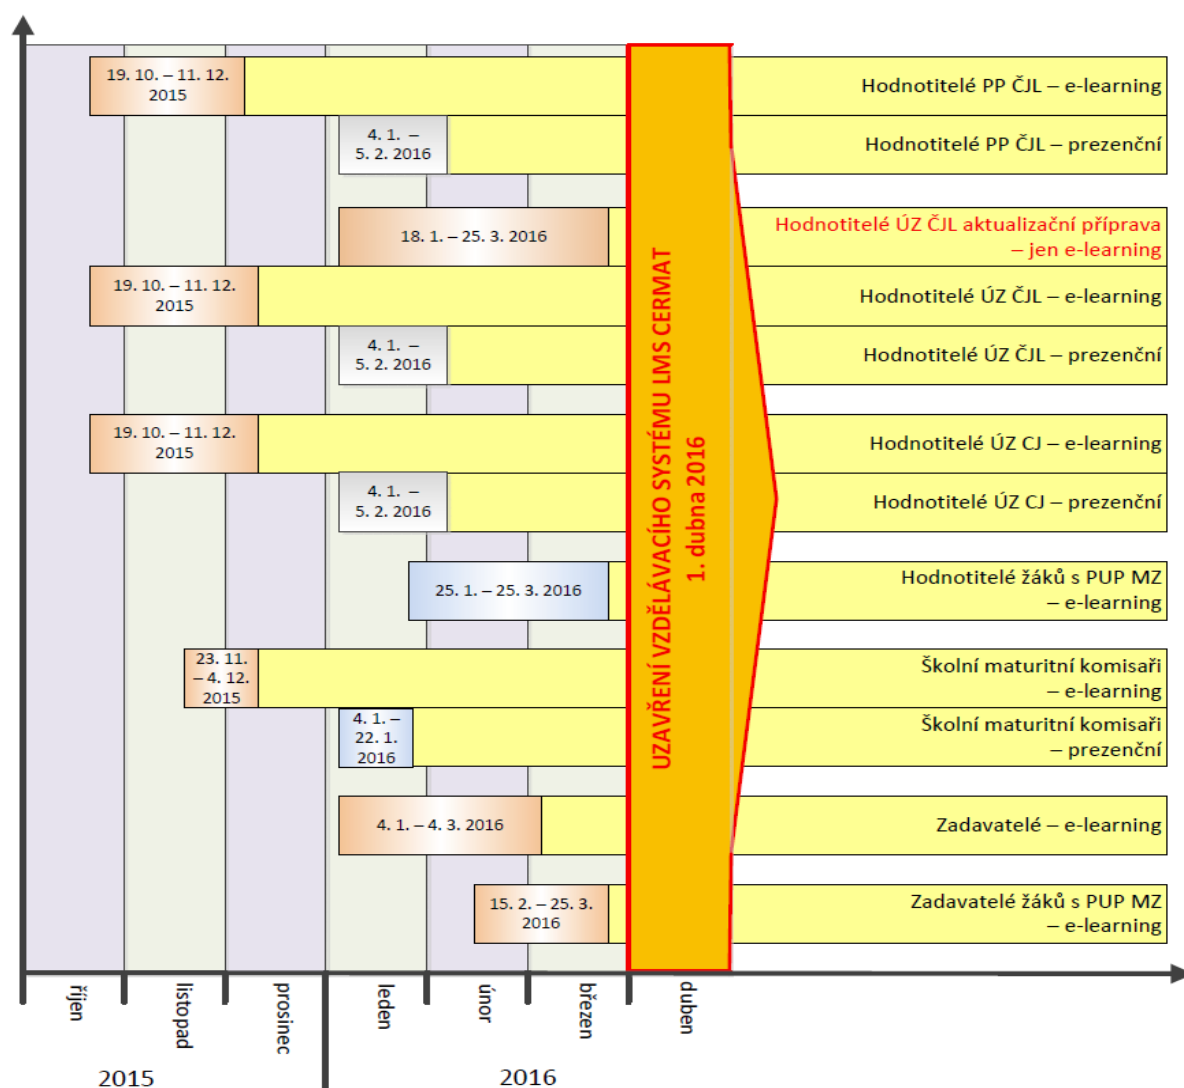 19. 10. – 11. 12.
2015
Hodnotitelé PP ČJL – e-learning
4. 1. –
5. 2. 2016
Hodnotitelé PP ČJL – prezenční
18. 1. – 25. 3. 2016
Hodnotitelé ÚZ ČJL aktualizační příprava
– jen e-learning
19. 10. – 11. 12.
2015
Hodnotitelé ÚZ ČJL – e-learning
4. 1. –
5. 2. 2016
Hodnotitelé ÚZ ČJL – prezenční
19. 10. – 11. 12.
2015
Hodnotitelé ÚZ CJ – e-learning
4. 1. –
5. 2. 2016
Hodnotitelé ÚZ CJ – prezenční
25. 1. – 25. 3. 2016
Hodnotitelé žáků s PUP MZ
– e-learning
23. 11.
– 4. 12.
2015
Školní maturitní komisaři
– e-learning
4. 1. –
22. 1.
2016
Školní maturitní komisaři
– prezenční
4. 1. – 4. 3. 2016
Zadavatelé – e-learning
15. 2. – 25. 3.
2016
Zadavatelé žáků s PUP MZ
– e-learning
UZAVŘENÍ VZDĚLÁVACÍHO SYSTÉMU LMS CERMAT
1. dubna 2016
říjen
listopad
prosinec
leden
únor
březen
duben
2015
2016